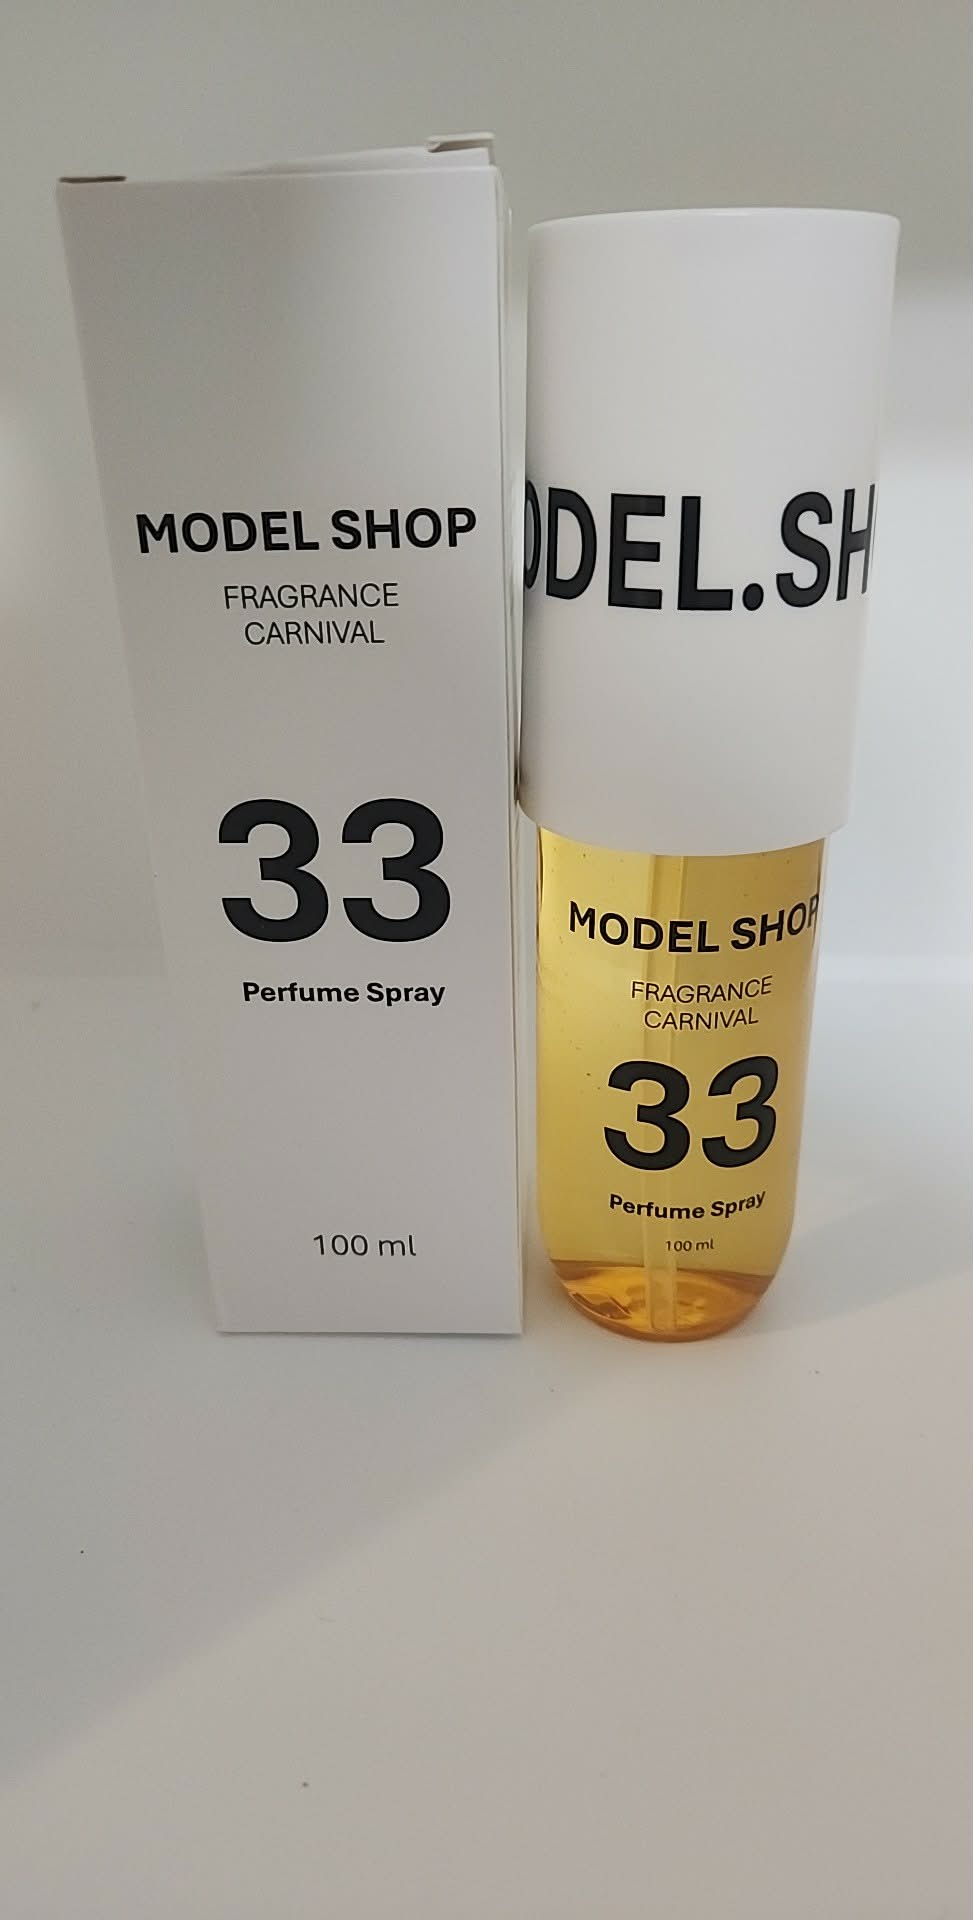 MODEL SHOP
FRAGRANCE
CARNIVAL
33
Perfume Spray
100 ml
ODEL.SH
MODEL SHOP
FRAGRANCE
CARNIVAL
33
Perfume Spray
100 ml